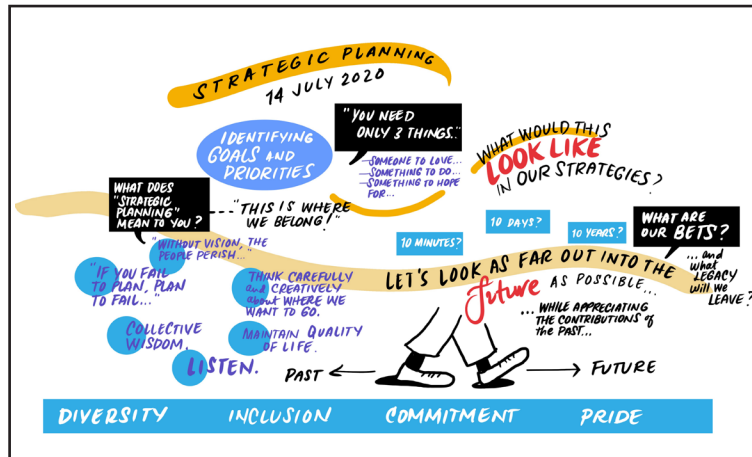 STRATEGIC PLANNING
14 JULY 2020
IDENTIFYING
GOALS AND
PRIORITIES
"YOU NEED
ONLY 3 THINGS.."
—SOMEONE TO LOVE...
—SOMETHING TO DO...
—SOMETHING TO HOPE
FOR...
WHAT WOULD THIS
LOOK LIKE
IN OUR STRATEGIES?
WHAT DOES
"STRATEGIC
PLANNING"
MEAN TO YOU?
"THIS IS WHERE
WE BELONG!"
"WITHOUT VISION, THE
PEOPLE PERISH..."
"IF YOU FAIL
TO PLAN, PLAN
TO FAIL..."
THINK CAREFULLY
and CREATIVELY
about WHERE WE
WANT TO GO.
COLLECTIVE
WISDOM.
MAINTAIN QUALITY
OF LIFE.
LISTEN.
10 MINUTES?
10 DAYS?
10 YEARS?
WHAT ARE
OUR BETS?
...and
what
LEGACY
will we
LEAVE?
LET'S LOOK AS FAR OUT INTO THE
future AS POSSIBLE...
...WHILE APPRECIATING
THE CONTRIBUTIONS of
THE PAST...
PAST
FUTURE
DIVERSITY
INCLUSION
COMMITMENT
PRIDE